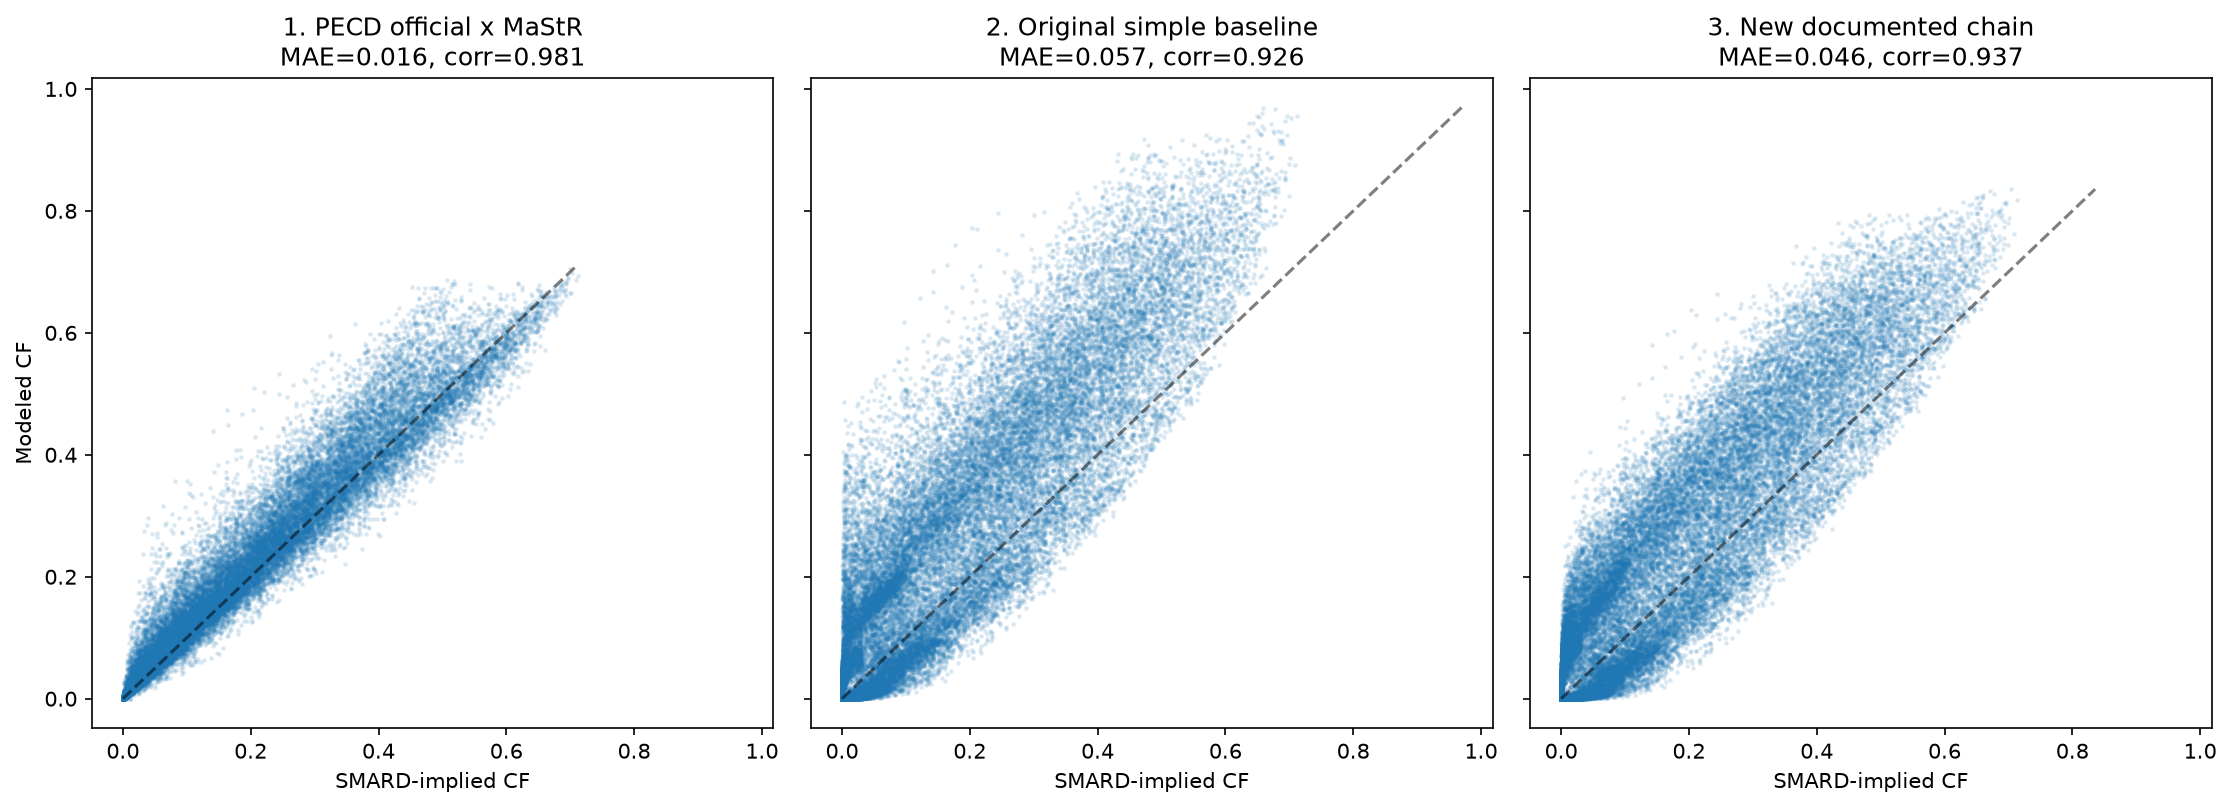 1. PECD official x MaStR
MAE=0.016, corr=0.981
2. Original simple baseline
MAE=0.057, corr=0.926
3. New documented chain
MAE=0.046, corr=0.937
Modeled CF
1.0
0.8
0.6
0.4
0.2
0.0
0.0 0.2 0.4 0.6 0.8 1.0
SMARD-implied CF
0.0 0.2 0.4 0.6 0.8 1.0
SMARD-implied CF
0.0 0.2 0.4 0.6 0.8 1.0
SMARD-implied CF